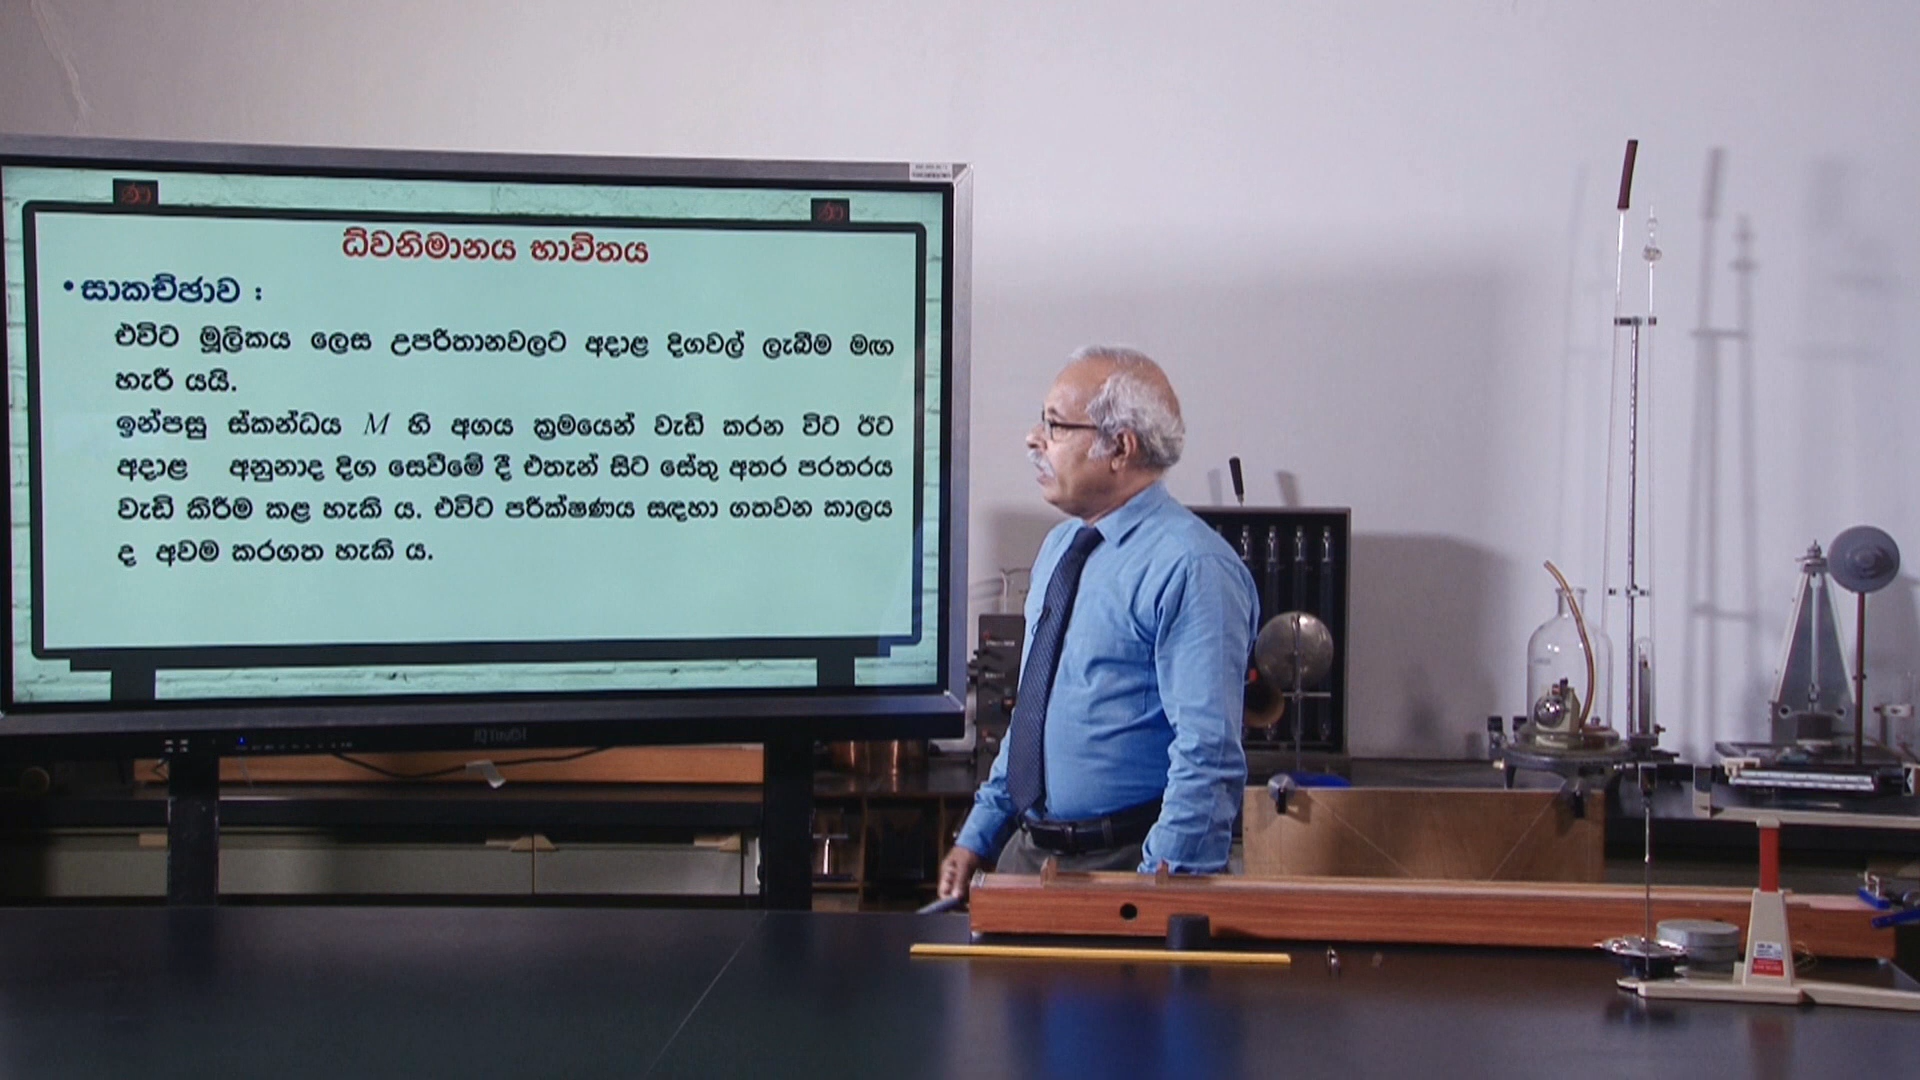 ධ්වනිමානය භාවිතය
• සාකච්ඡාව :
එවිට මූලිකය ලෙස උපරිතානවලට අදාළ දිගවල් ලැබීම මඟ
හැරී යයි.
ඉන්පසු ස්කන්ධය M හි අගය ක්‍රමයෙන් වැඩි කරන විට ඊට
අදාළ අනුනාද දිග සෙවීමේ දී එතැන් සිට සේතු අතර පරතරය
වැඩි කිරීම කළ හැකි ය. එවිට පරීක්ෂණය සඳහා ගතවන කාලය
ද අවම කරගත හැකි ය.